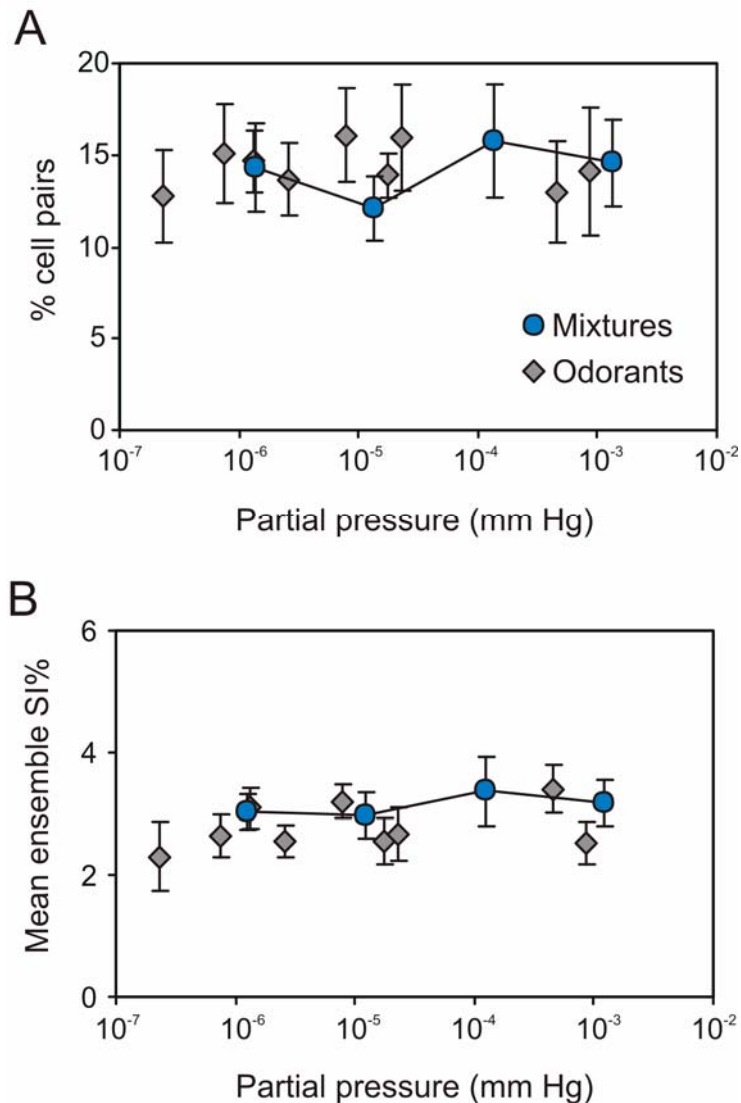 A
20
15
10
5
0
% cell pairs
Mixtures
Odorants
10⁻⁷ 10⁻⁶ 10⁻⁵ 10⁻⁴ 10⁻³ 10⁻²
Partial pressure (mm Hg)
B
6
4
2
0
Mean ensemble SI%
10⁻⁷ 10⁻⁶ 10⁻⁵ 10⁻⁴ 10⁻³ 10⁻²
Partial pressure (mm Hg)